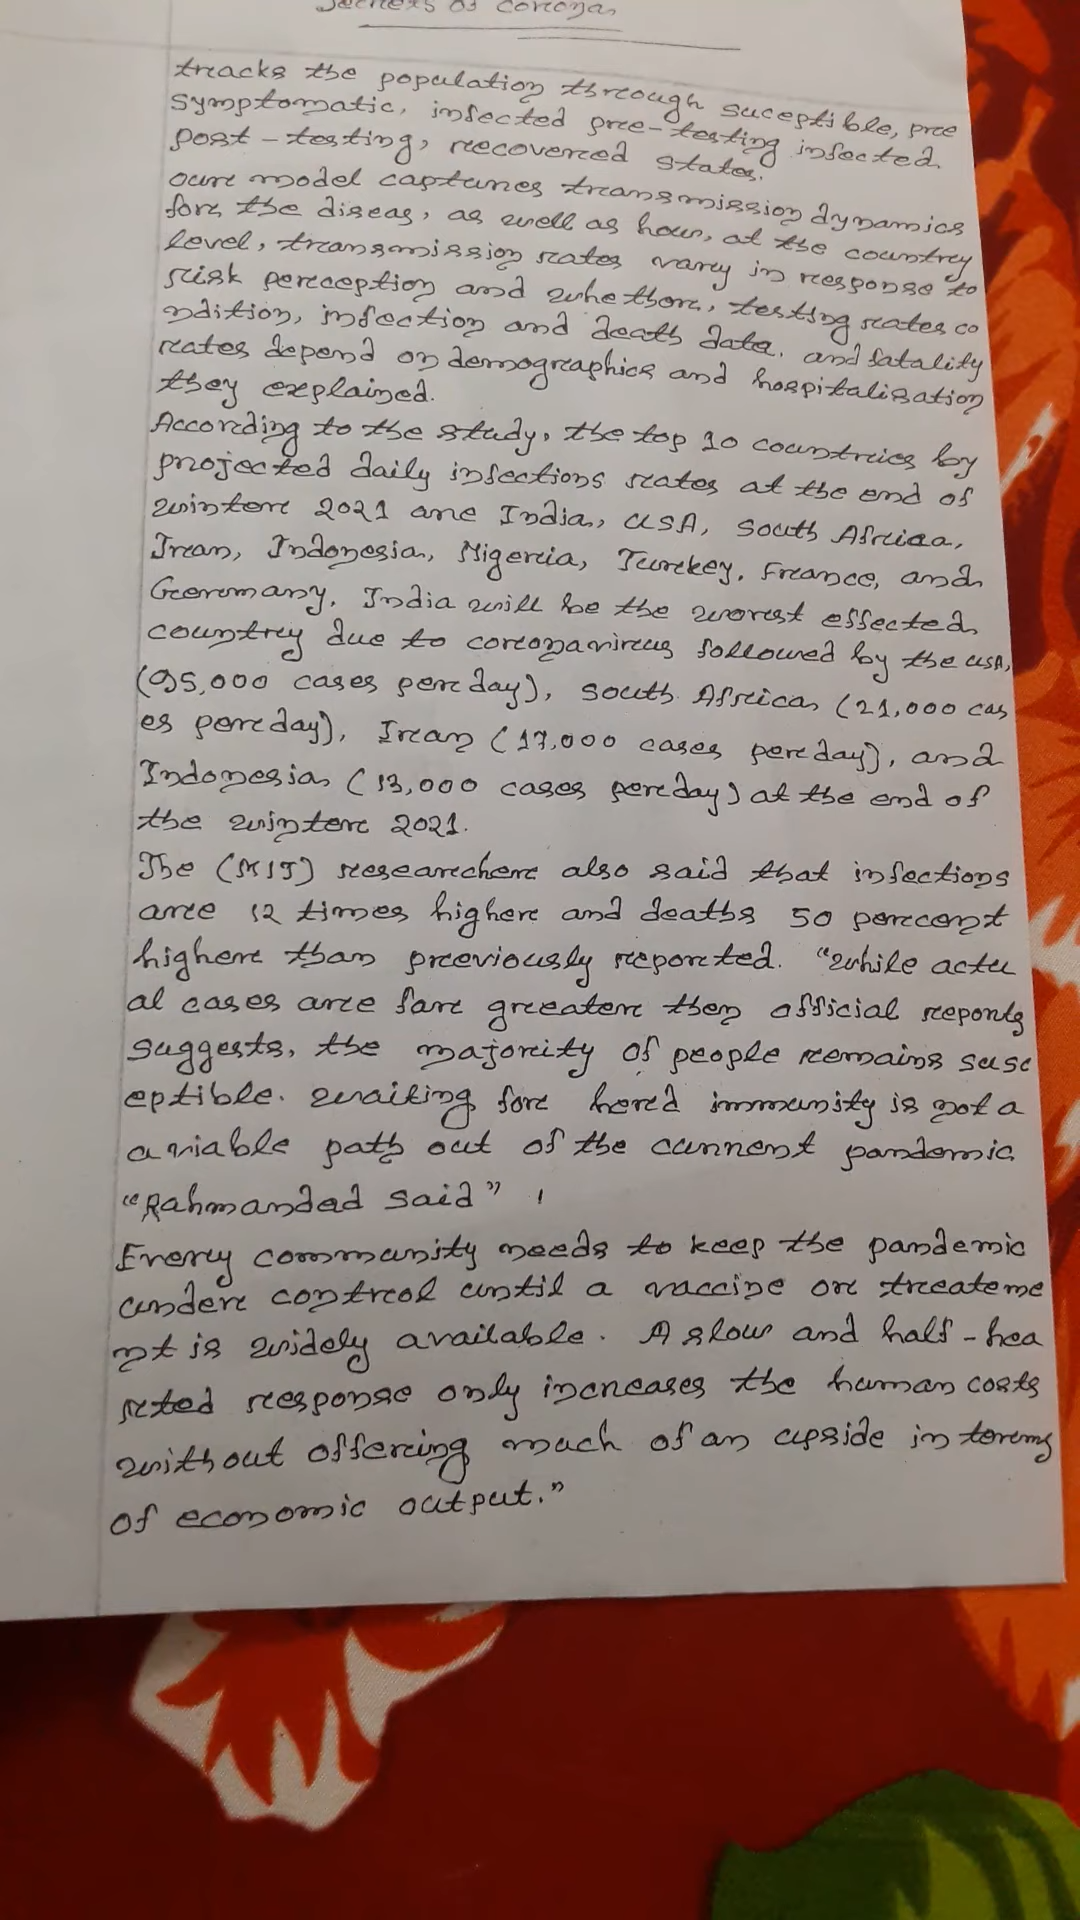 of Corona
tracks the population through suceptible, pre
symptomatic, infected pre-testing infected.
post-testing, recovered states.
our model captures transmission dynamics
for the diseas, as well as how, at the country
level, transmission rates vary in response to
risk perception and whethor, testing rates co
ndition, infection and death data. and fatality
rates depend on demographics and hospitalisation
they explained.
According to the study, the top 10 countries by
projected daily infections rates at the end of
winter 2021 are India, USA, South Africa,
Iran, Indonesia, Nigeria, Turkey, France, and
Germany. India will be the worst effected
country due to coronavirus followed by the USA,
(95,000 cases per day), South Africa (21,000 cas
es per day), Iran (17,000 cases per day), and
Indonesia (13,000 cases per day) at the end of
the winter 2021.
The (MIT) researcher also said that infections
are 12 times higher and deaths 50 percent
higher than previously reported. "while actu
al cases are far greater then official reports
suggests, the majority of people remains susc
eptible. waiting for herd immunity is not a
a viable path out of the current pandemic
"Rahmandad said" ।
Every community needs to keep the pandemic
under control until a vaccine or treateme
nt is widely available. A slow and half-hea
rted response only increases the human costs
without offering much of an upside in terms
of economic output."